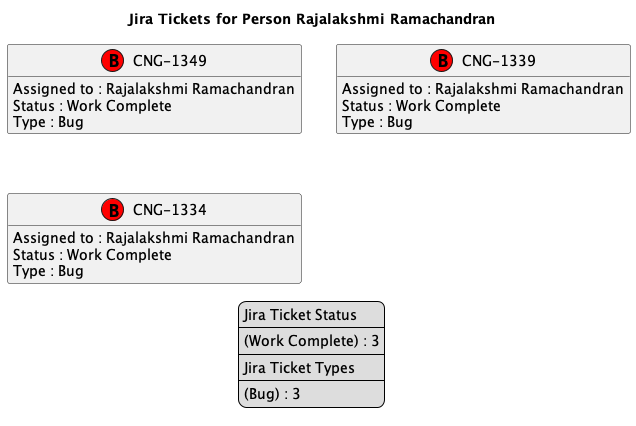 Jira Tickets for Person Rajalakshmi Ramachandran
B CNG-1349
Assigned to : Rajalakshmi Ramachandran
Status : Work Complete
Type : Bug
B CNG-1339
Assigned to : Rajalakshmi Ramachandran
Status : Work Complete
Type : Bug
B CNG-1334
Assigned to : Rajalakshmi Ramachandran
Status : Work Complete
Type : Bug
Jira Ticket Status
(Work Complete) : 3
Jira Ticket Types
(Bug) : 3